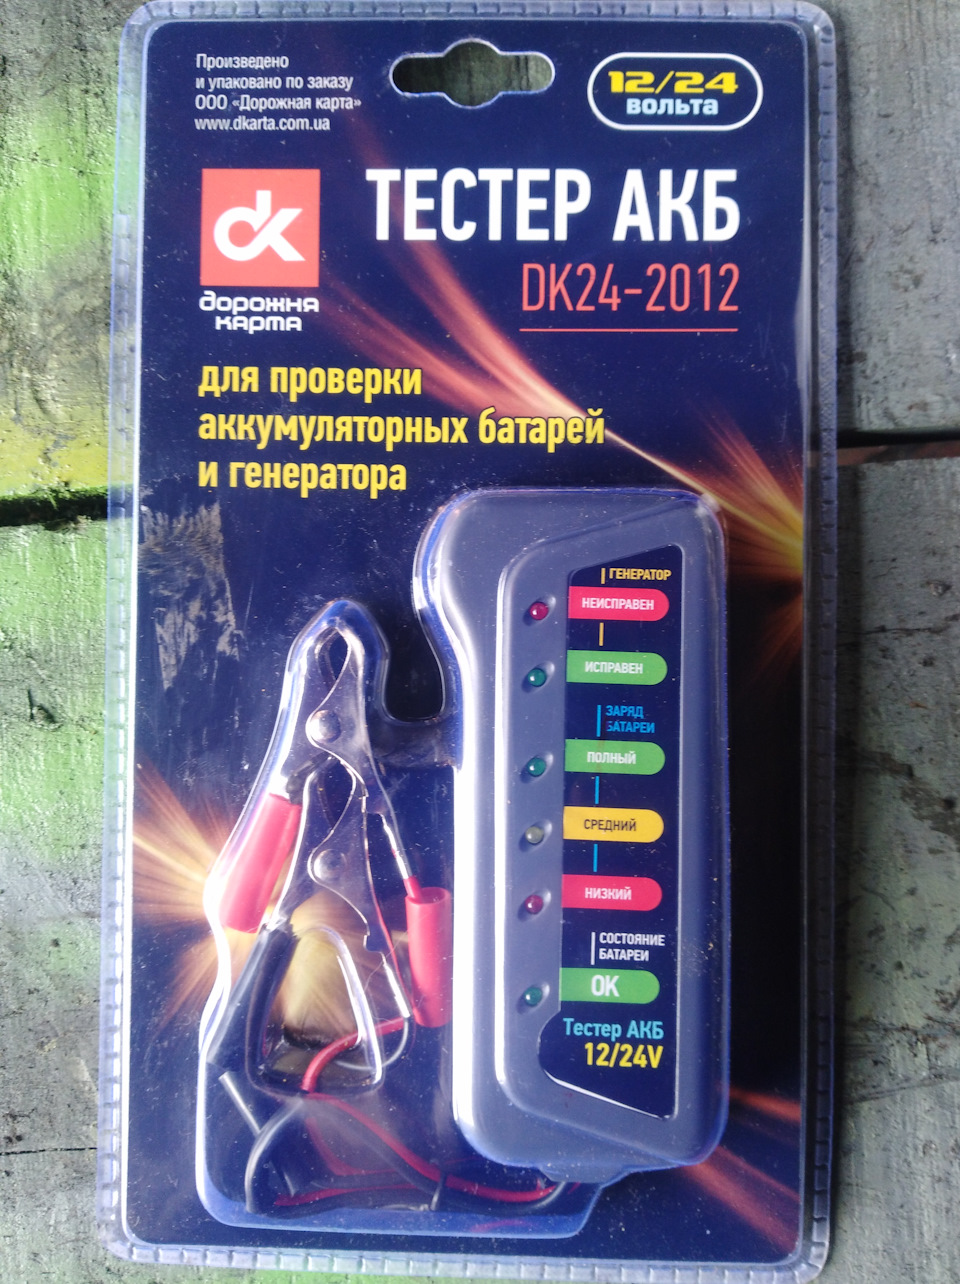 Произведено
и упаковано по заказу
ООО «Дорожная карта»
www.dkarta.com.ua
12/24
вольта
ТЕСТЕР АКБ
DK24-2012
dk
дорожня
карта
для проверки
аккумуляторных батарей
и генератора
ГЕНЕРАТОР
НЕИСПРАВЕН
ИСПРАВЕН
ЗАРЯД
БАТАРЕИ
ПОЛНЫЙ
СРЕДНИЙ
НИЗКИЙ
СОСТОЯНИЕ
БАТАРЕИ
OK
Тестер АКБ
12/24V